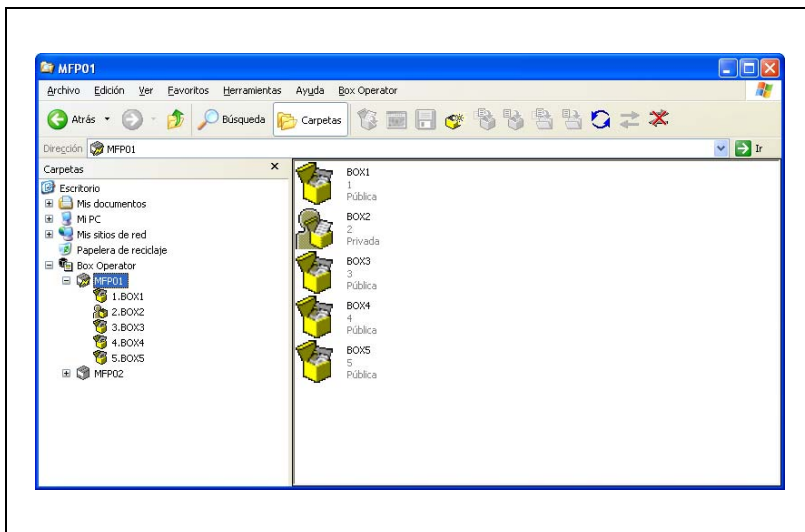 MFP01
Archivo Edición Ver Favoritos Herramientas Ayuda Box Operator
Atrás Búsqueda Carpetas
Dirección MFP01 Ir
Carpetas
Escritorio
Mis documentos
Mi PC
Mis sitios de red
Papelera de reciclaje
Box Operator
MFP01
1.BOX1
2.BOX2
3.BOX3
4.BOX4
5.BOX5
MFP02
BOX1
1
Pública
BOX2
2
Privada
BOX3
3
Pública
BOX4
4
Pública
BOX5
5
Pública